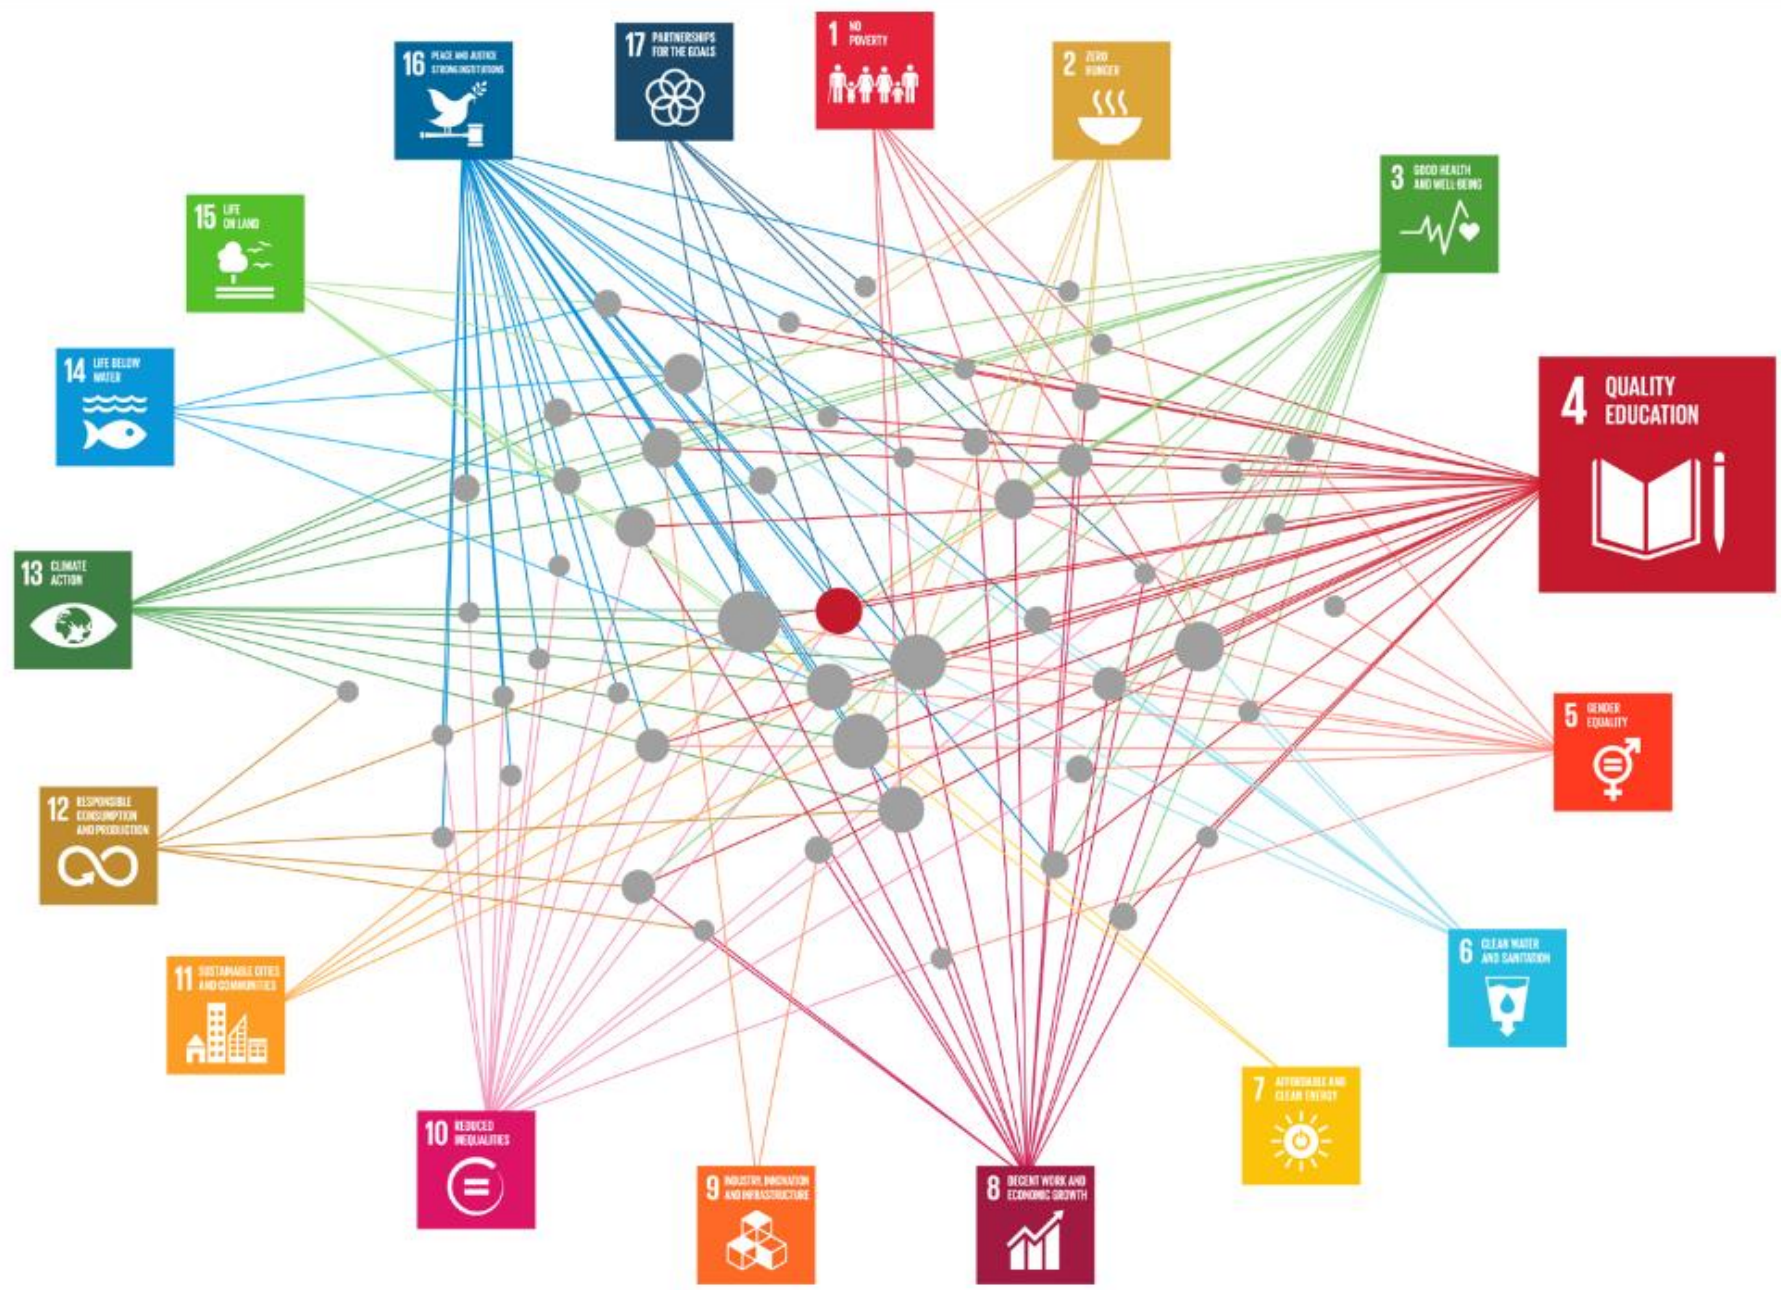 16 PEACE AND JUSTICE
STRONG INSTITUTIONS
17 PARTNERSHIPS
FOR THE GOALS
1 NO
POVERTY
2 ZERO
HUNGER
3 GOOD HEALTH
AND WELL-BEING
15 LIFE
ON LAND
14 LIFE BELOW
WATER
4 QUALITY
EDUCATION
13 CLIMATE
ACTION
5 GENDER
EQUALITY
12 RESPONSIBLE
CONSUMPTION
AND PRODUCTION
6 CLEAN WATER
AND SANITATION
11 SUSTAINABLE CITIES
AND COMMUNITIES
7 AFFORDABLE AND
CLEAN ENERGY
10 REDUCED
INEQUALITIES
9 INDUSTRY, INNOVATION
AND INFRASTRUCTURE
8 DECENT WORK AND
ECONOMIC GROWTH